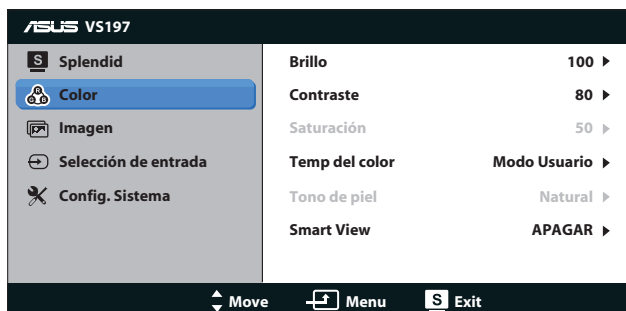 ASUS VS197
S Splendid
Color
Imagen
Selección de entrada
Config. Sistema
Brillo 100
Contraste 80
Saturación 50
Temp del color Modo Usuario
Tono de piel Natural
Smart View APAGAR
Move Menu S Exit